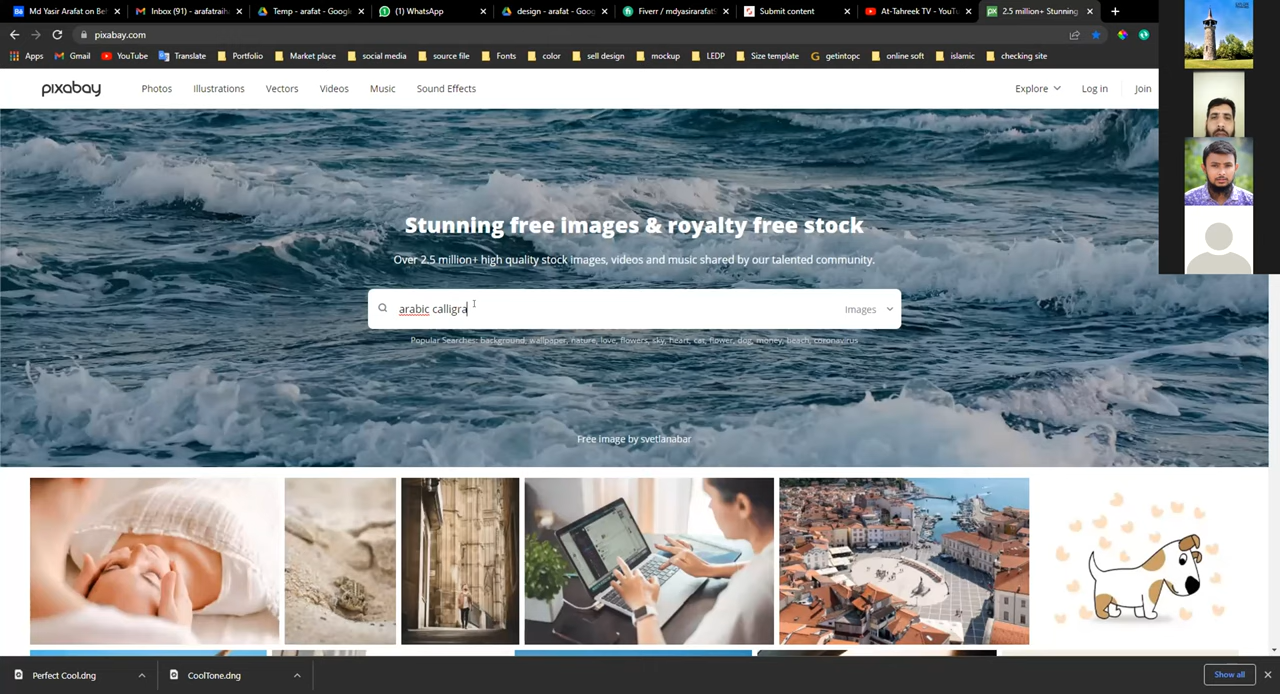 Md Yasir Arafat on Be
Inbox (91) - arafatraiha
Temp - arafat - Google
(1) WhatsApp
design - arafat - Goog
Fiverr / mdyasirarafat
Submit content
At-Tahreek TV - YouTu
2.5 million+ Stunning
pixabay.com
Apps
Gmail
YouTube
Translate
Portfolio
Market place
social media
source file
Fonts
color
sell design
mockup
LEDP
Size template
getintopc
online soft
islamic
checking site
pixabay
Photos
Illustrations
Vectors
Videos
Music
Sound Effects
Explore
Log in
Join
Stunning free images & royalty free stock
Over 2.5 million+ high quality stock images, videos and music shared by our talented community.
arabic calligra
Images
Popular Searches: background, wallpaper, nature, love, flowers, sky, heart, cat, flower, dog, money, beach, coronavirus
Free image by svetlanabar
Perfect Cool.dng
CoolTone.dng
Show all